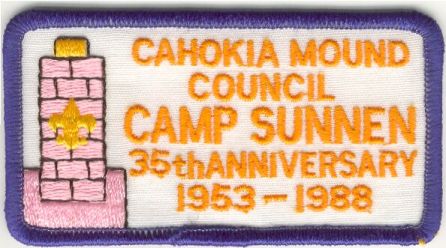 CAHOKIA MOUND
COUNCIL
CAMP SUNNEN
35thANNIVERSARY
1953-1988